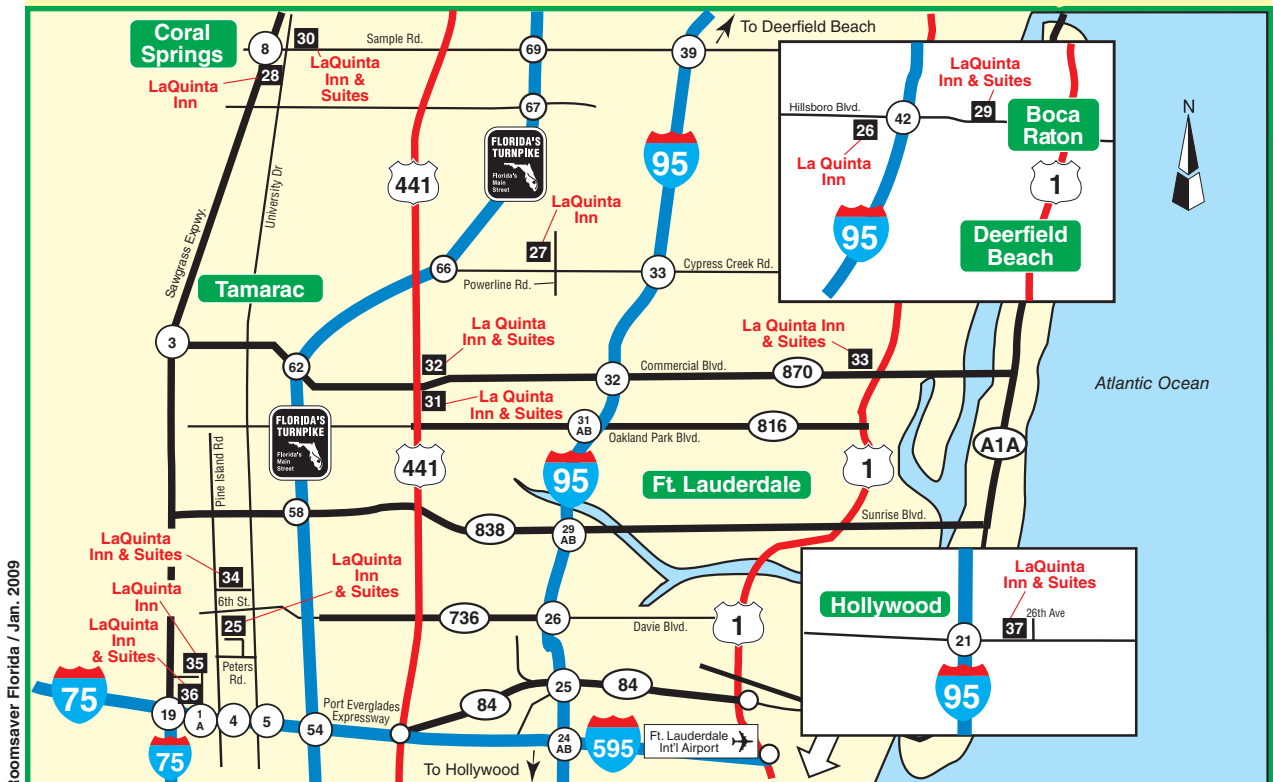 Coral
Springs
8
30
Sample Rd.
69
39
To Deerfield Beach
LaQuinta
Inn &
Suites
28
LaQuinta
Inn
67
FLORIDA'S
TURNPIKE
Florida's
Main
Street
441
95
University Dr
Sawgrass Expwy.
LaQuinta
Inn
27
66
Powerline Rd.
33
Cypress Creek Rd.
Tamarac
LaQuinta
Inn & Suites
Hillsboro Blvd.
42
29
26
La Quinta
Inn
Boca
Raton
1
95
Deerfield
Beach
N
3
62
La Quinta
Inn & Suites
32
La Quinta Inn
& Suites
33
32
Commercial Blvd.
870
31
La Quinta
Inn & Suites
Atlantic Ocean
FLORIDA'S
TURNPIKE
Florida's
Main
Street
31
AB
Oakland Park Blvd.
816
A1A
Pine Island Rd
441
95
1
Ft. Lauderdale
58
838
29
AB
Sunrise Blvd.
LaQuinta
Inn & Suites
34
LaQuinta
Inn
& Suites
LaQuinta
Inn
6th St.
25
736
26
Davie Blvd.
1
LaQuinta
Inn
& Suites
35
Peters
Rd.
36
Hollywood
LaQuinta
Inn & Suites
37
26th Ave
21
95
75
19
1
A
4
5
54
Port Everglades
Expressway
84
25
84
75
24
AB
595
Ft. Lauderdale
Int'l Airport
To Hollywood
Roomsaver Florida / Jan. 2009